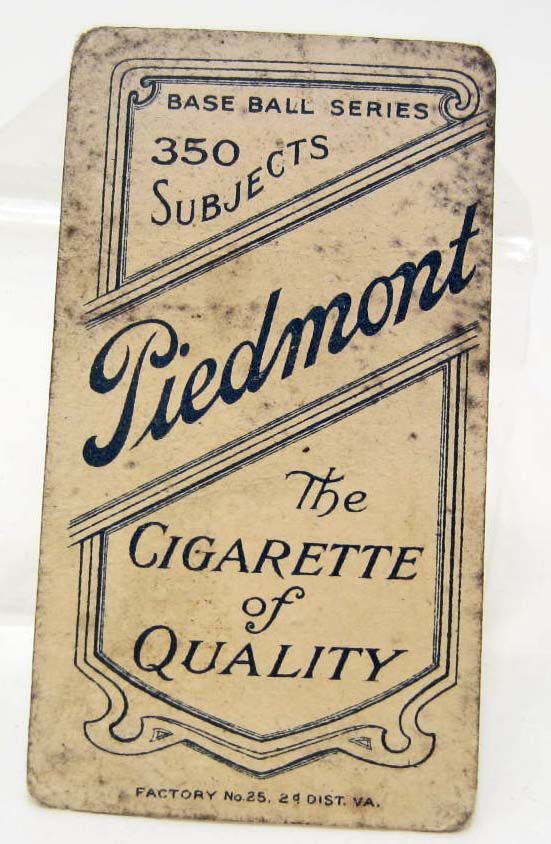 BASE BALL SERIES
350
SUBJECTS
Piedmont
The
CIGARETTE
of
QUALITY
FACTORY No. 25, 2d DIST. VA.